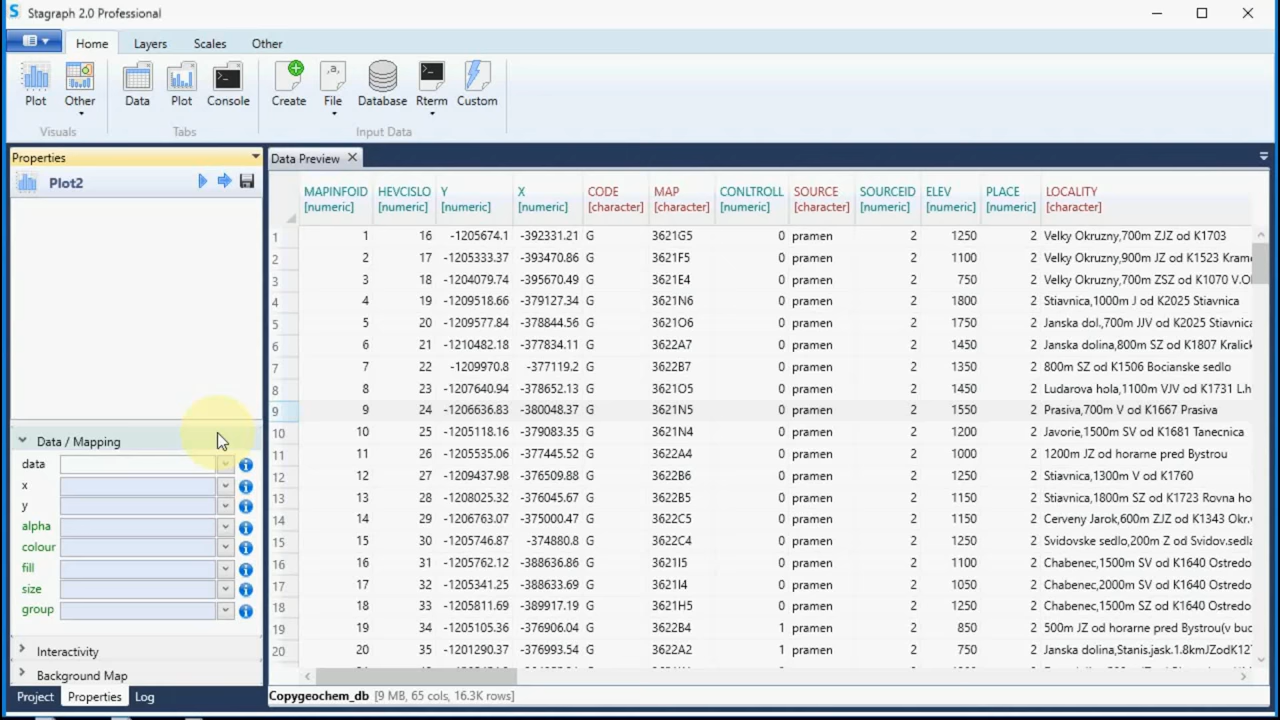 Stagraph 2.0 Professional
Home Layers Scales Other
Plot Other Data Plot Console Create File Database Rterm Custom
Visuals Tabs Input Data
Properties
Plot2
Data / Mapping
data
x
y
alpha
colour
fill
size
group
Interactivity
Background Map
Project Properties Log
Data Preview
MAPINFOID HEVCISLO Y X CODE MAP CONLTROLL SOURCE SOURCEID ELEV PLACE LOCALITY
[numeric] [numeric] [numeric] [numeric] [character] [character] [numeric] [character] [numeric] [numeric] [numeric] [character]
1 1 16 -1205674.1 -392331.21 G 3621G5 0 pramen 2 1250 2 Velky Okruzny,700m ZJZ od K1703
2 2 17 -1205333.37 -393470.86 G 3621F5 0 pramen 2 1100 2 Velky Okruzny,900m JZ od K1523 Kram
3 3 18 -1204079.74 -395670.49 G 3621E4 0 pramen 2 750 2 Velky Okruzny,700m ZSZ od K1070 V.O
4 4 19 -1209518.66 -379127.34 G 3621N6 0 pramen 2 1800 2 Stiavnica,1000m J od K2025 Stiavnica
5 5 20 -1209577.84 -378844.56 G 3621O6 0 pramen 2 1750 2 Janska dol.,700m JJV od K2025 Stiavnica
6 6 21 -1210482.18 -377834.11 G 3622A7 0 pramen 2 1450 2 Janska dolina,800m SZ od K1807 Kralick
7 7 22 -1209970.8 -377119.2 G 3622B7 0 pramen 2 1350 2 800m SZ od K1506 Bocianske sedlo
8 8 23 -1207640.94 -378652.13 G 3621O5 0 pramen 2 1450 2 Ludarova hola,1100m VJV od K1731 L.h
9 9 24 -1206636.83 -380048.37 G 3621N5 0 pramen 2 1550 2 Prasiva,700m V od K1667 Prasiva
10 10 25 -1205118.16 -379083.35 G 3621N4 0 pramen 2 1200 2 Javorie,1500m SV od K1681 Tanecnica
11 11 26 -1205535.06 -377445.52 G 3622A4 0 pramen 2 1000 2 1200m JZ od horarne pred Bystrou
12 12 27 -1209437.98 -376509.88 G 3622B6 0 pramen 2 1250 2 Stiavnica,1300m V od K1760
13 13 28 -1208025.32 -376045.67 G 3622B5 0 pramen 2 1150 2 Stiavnica,1800m SZ od K1723 Rovna ho
14 14 29 -1206763.07 -375000.47 G 3622C5 0 pramen 2 1150 2 Cerveny Jarok,600m ZJZ od K1343 Okr.
15 15 30 -1205746.87 -374880.8 G 3622C4 0 pramen 2 1250 2 Svidovske sedlo,200m Z od Svidov.sedla
16 16 31 -1205762.12 -388636.86 G 3621I5 0 pramen 2 1100 2 Chabenec,1500m SV od K1640 Ostredo
17 17 32 -1205341.25 -388633.69 G 3621I4 0 pramen 2 1050 2 Chabenec,1500m SV od K1640 Ostredo
18 18 33 -1205811.69 -389917.19 G 3621H5 0 pramen 2 1250 2 Chabenec,1500m SZ od K1640 Ostredo
19 19 34 -1205105.36 -376906.04 G 3622B4 1 pramen 2 850 2 500m JZ od horarne pred Bystrou(v buc
20 20 35 -1201290.37 -376993.54 G 3622A2 1 pramen 2 750 2 Janska dolina,Stanis.jask.1.8kmJZodK12
Copygeochem_db [9 MB, 65 cols, 16.3K rows]